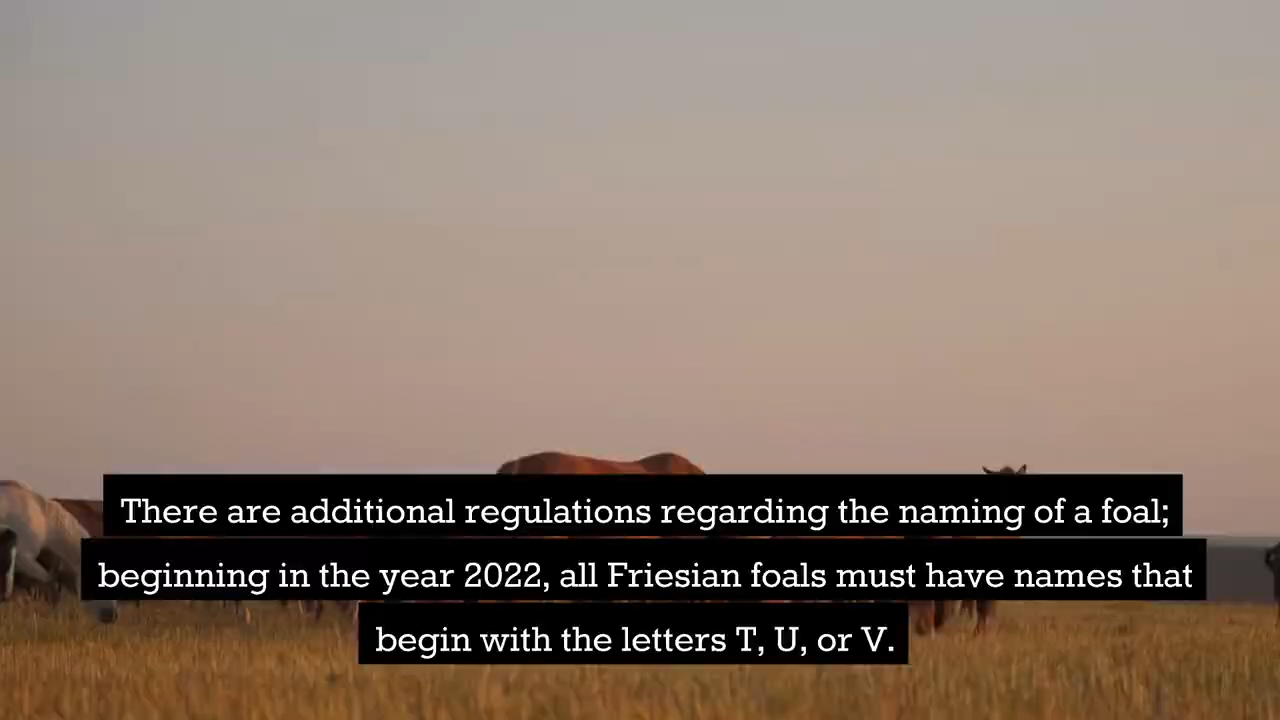 There are additional regulations regarding the naming of a foal;
beginning in the year 2022, all Friesian foals must have names that
begin with the letters T, U, or V.